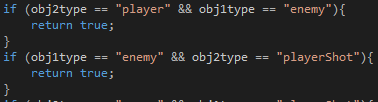 if (obj2type == "player" && obj1type == "enemy"){
return true;
}
if (obj1type == "enemy" && obj2type == "playerShot"){
return true;
}